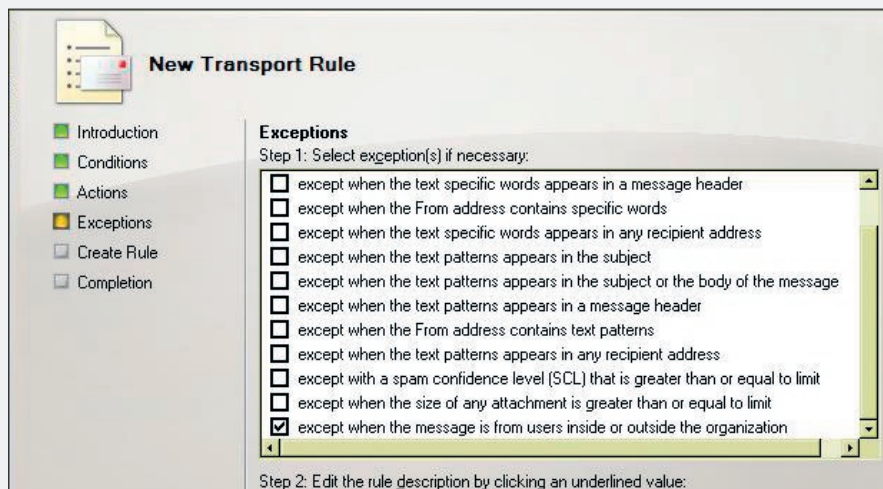 New Transport Rule
Introduction
Conditions
Actions
Exceptions
Create Rule
Completion
Exceptions
Step 1: Select exception(s) if necessary:
except when the text specific words appears in a message header
except when the From address contains specific words
except when the text specific words appears in any recipient address
except when the text patterns appears in the subject
except when the text patterns appears in the subject or the body of the message
except when the text patterns appears in a message header
except when the From address contains text patterns
except when the text patterns appears in any recipient address
except with a spam confidence level (SCL) that is greater than or equal to limit
except when the size of any attachment is greater than or equal to limit
except when the message is from users inside or outside the organization
Step 2: Edit the rule description by clicking an underlined value: